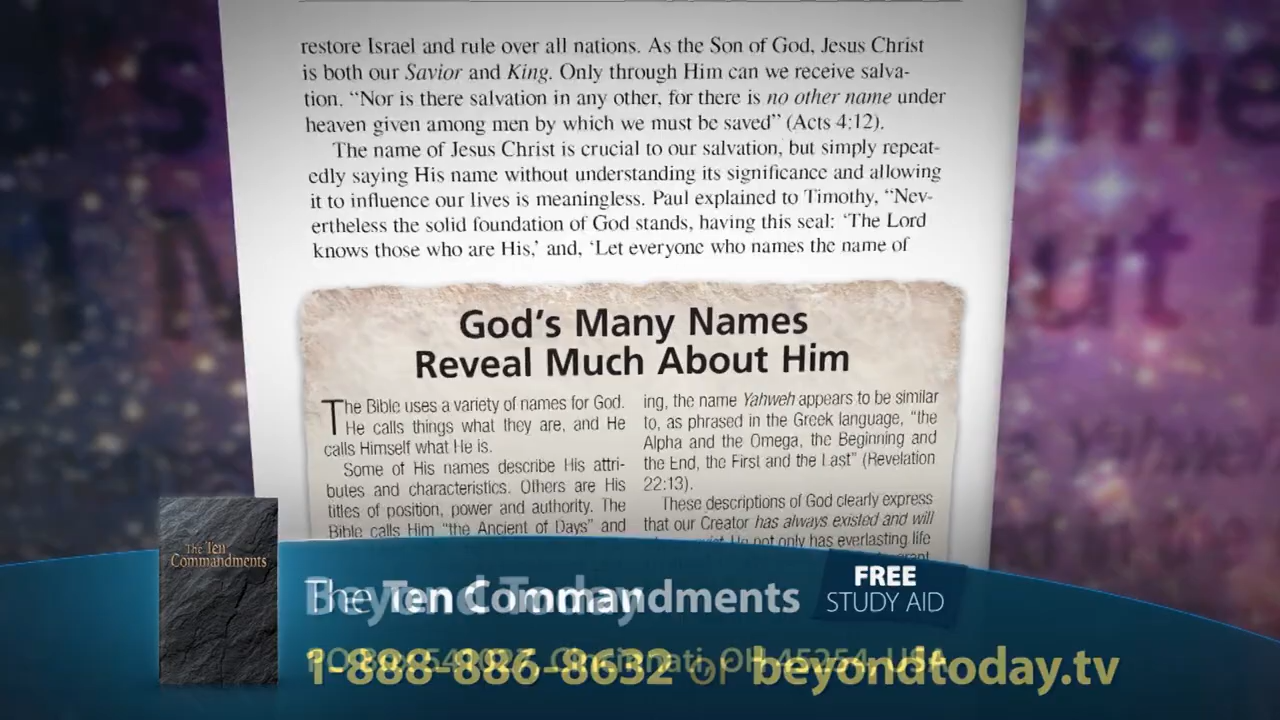 restore Israel and rule over all nations. As the Son of God, Jesus Christ
is both our Savior and King. Only through Him can we receive salva-
tion. “Nor is there salvation in any other, for there is no other name under
heaven given among men by which we must be saved” (Acts 4:12).
The name of Jesus Christ is crucial to our salvation, but simply repeat-
edly saying His name without understanding its significance and allowing
it to influence our lives is meaningless. Paul explained to Timothy, “Nev-
ertheless the solid foundation of God stands, having this seal: ‘The Lord
knows those who are His,’ and, ‘Let everyone who names the name of
God’s Many Names
Reveal Much About Him
The Bible uses a variety of names for God.
He calls things what they are, and He
calls Himself what He is.
Some of His names describe His attri-
butes and characteristics. Others are His
titles of position, power and authority. The
Bible calls Him “the Ancient of Days” and
ing, the name Yahweh appears to be similar
to, as phrased in the Greek language, “the
Alpha and the Omega, the Beginning and
the End, the First and the Last” (Revelation
22:13).
These descriptions of God clearly express
that our Creator has always existed and will
not only has everlasting life
The Ten
Commandments
The Ten Commandments
Beyond Today
FREE
STUDY AID
1-888-886-8632 or beyondtoday.tv
Cincinnati, OH 45254, USA